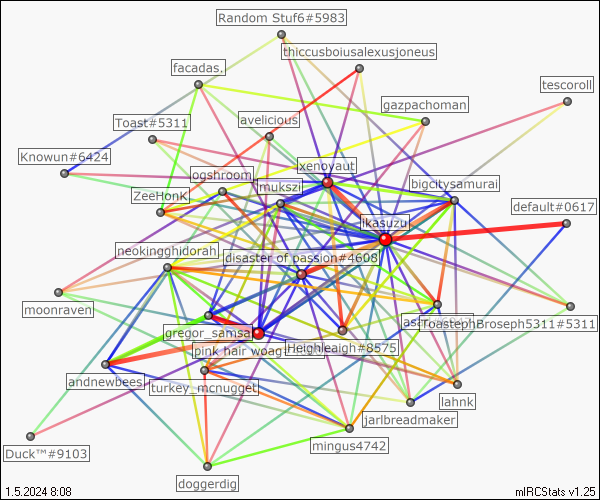 Random Stuf6#5983
thiccusboiusalexusjoneus
facadas.
tescoroll
gazpachoman
Toast#5311
avelicious
Knowun#6424
xenoyaut
ogshroom
mukszi
bigcitysamurai
ZeeHonK
default#0617
ikasuzu
neokingghidorah
disaster of passion#4608
moonraven
gregor_samsa
Toasteph Broseph5311#5311
pink hair woag
Heighleaigh#8575
andnewbees
turkey_mcnugget
lahnk
jarlbreadmaker
mingus4742
Duck™#9103
doggerdig
1.5.2024 8:08
mIRCStats v1.25